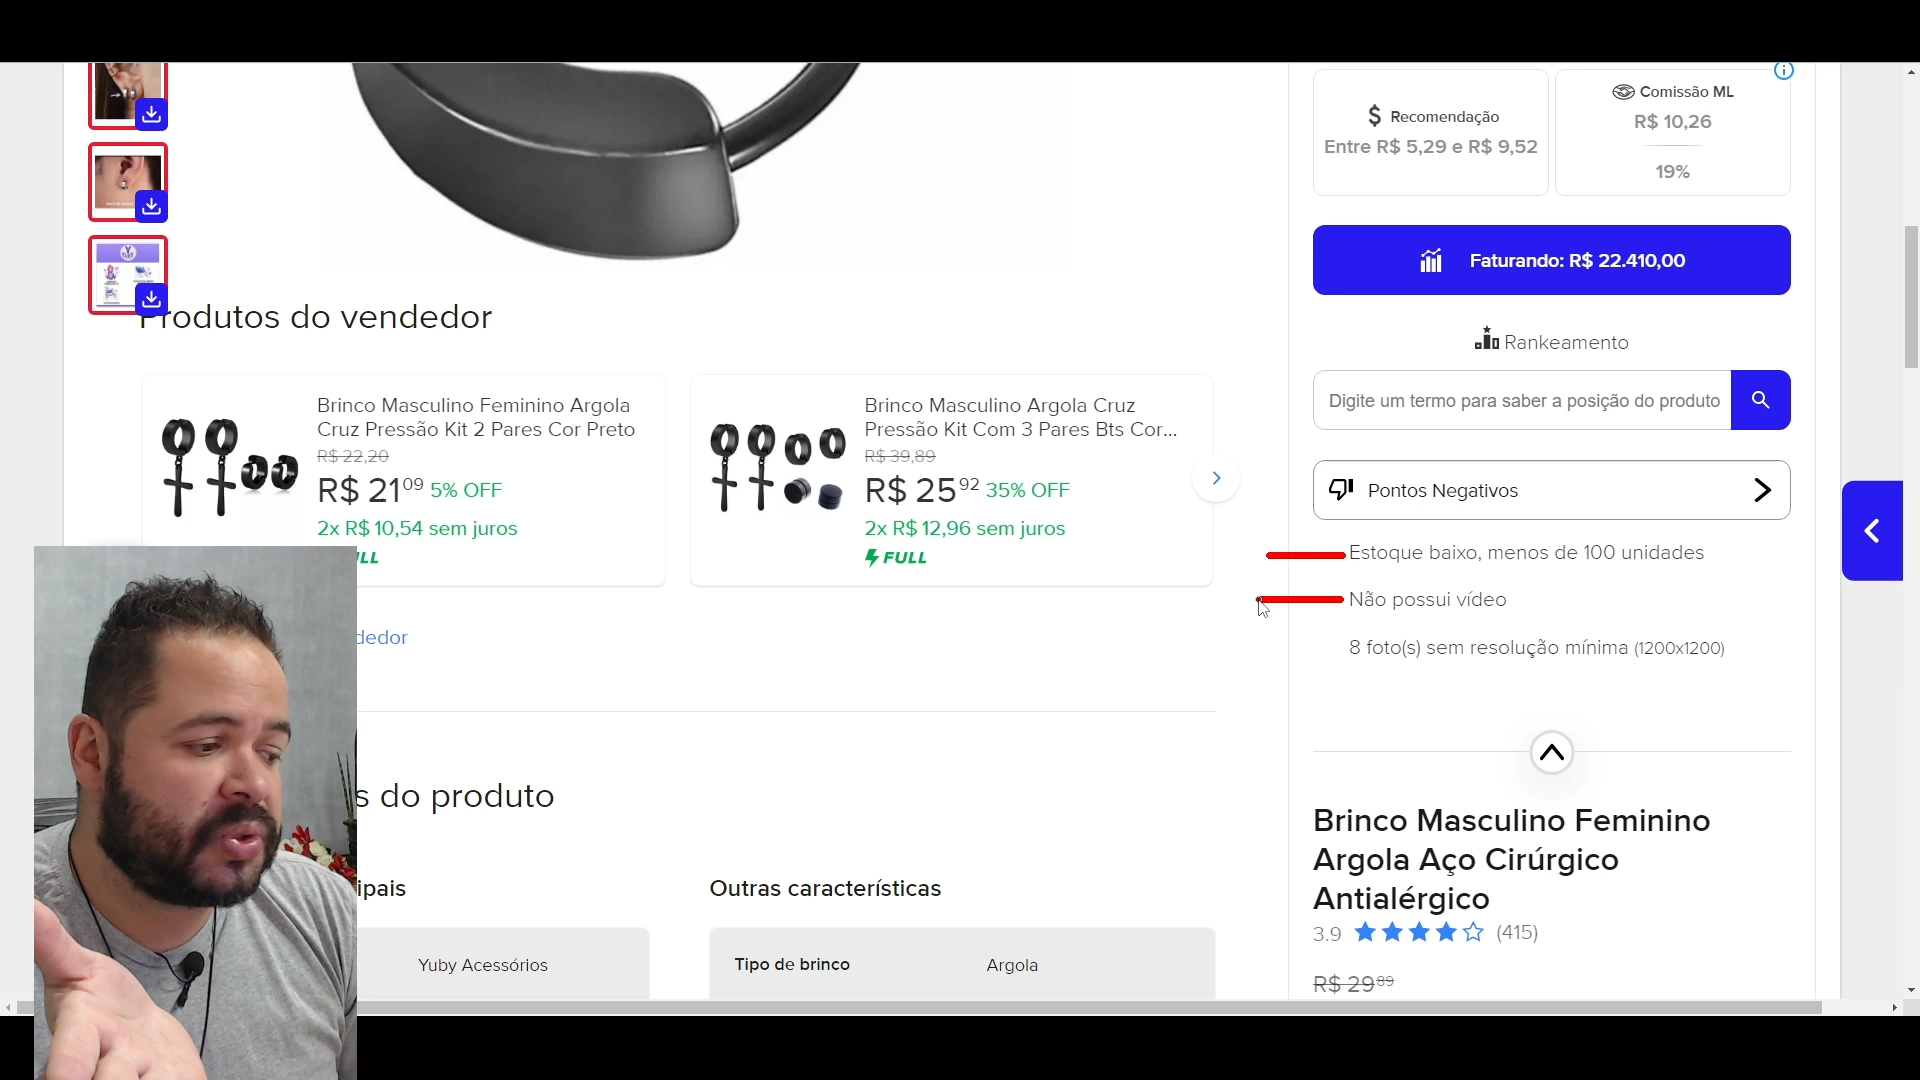 Recomendação
Entre R$ 5,29 e R$ 9,52
Comissão ML
R$ 10,26
19%
Faturando: R$ 22.410,00
Rankeamento
Digite um termo para saber a posição do produto
Pontos Negativos
Estoque baixo, menos de 100 unidades
Não possui vídeo
8 foto(s) sem resolução mínima (1200x1200)
Brinco Masculino Feminino
Argola Aço Cirúrgico
Antialérgico
3.9 (415)
R$ 29 89
Produtos do vendedor
Brinco Masculino Feminino Argola
Cruz Pressão Kit 2 Pares Cor Preto
R$ 22,20
R$ 21 09 5% OFF
2x R$ 10,54 sem juros
LL
Brinco Masculino Argola Cruz
Pressão Kit Com 3 Pares Bts Cor...
R$ 39,89
R$ 25 92 35% OFF
2x R$ 12,96 sem juros
FULL
dedor
s do produto
ipais
Yuby Acessórios
Outras características
Tipo de brinco Argola